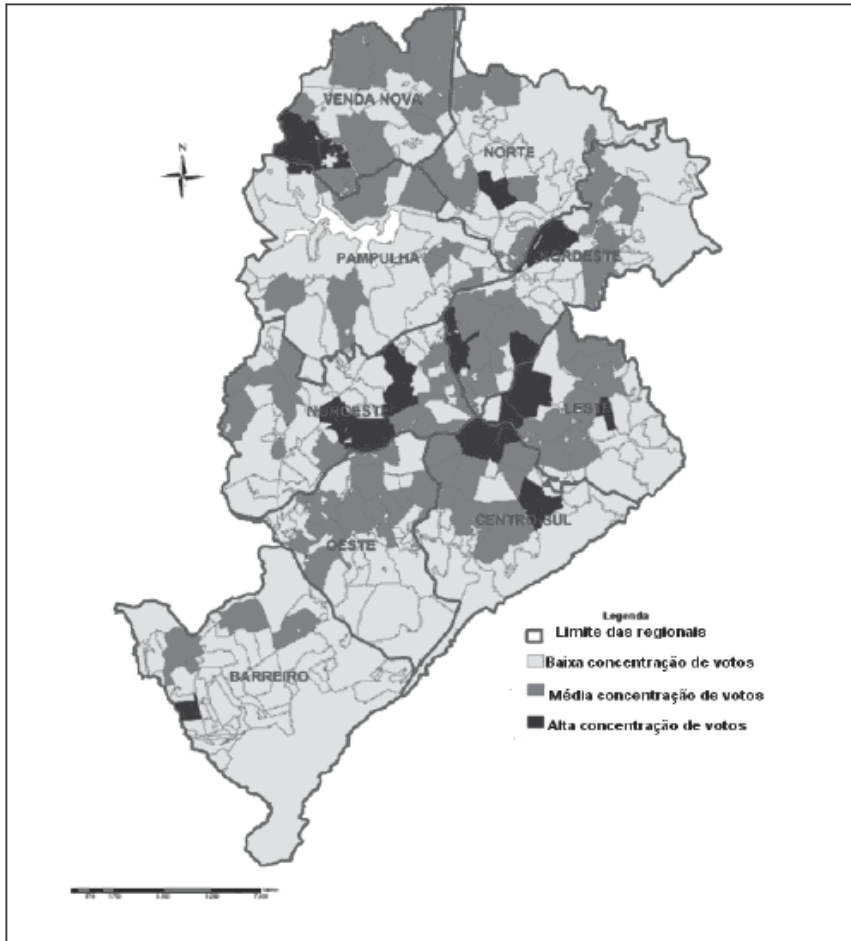 VENDA NOVA
N
NORTE
PAMPULHA
NORDESTE
NOROESTE
LESTE
CENTRO SUL
OESTE
BARREIRO
Legenda
Limite das regionais
Baixa concentração de votos
Média concentração de votos
Alta concentração de votos